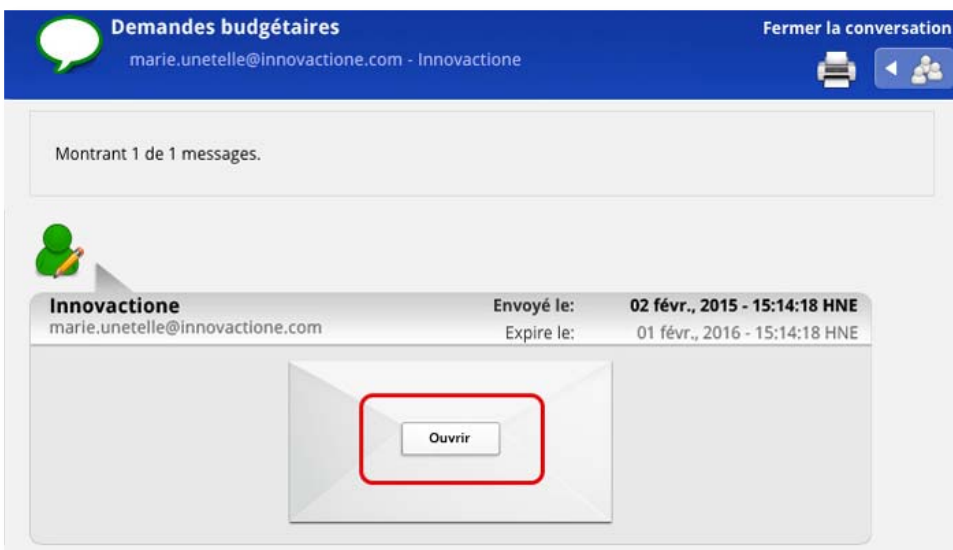 Demandes budgétaires
Fermer la conversation
marie.unetelle@innovactione.com - Innovactione
Montrant 1 de 1 messages.
Innovactione
Envoyé le: 02 févr., 2015 - 15:14:18 HNE
marie.unetelle@innovactione.com
Expire le: 01 févr., 2016 - 15:14:18 HNE
Ouvrir